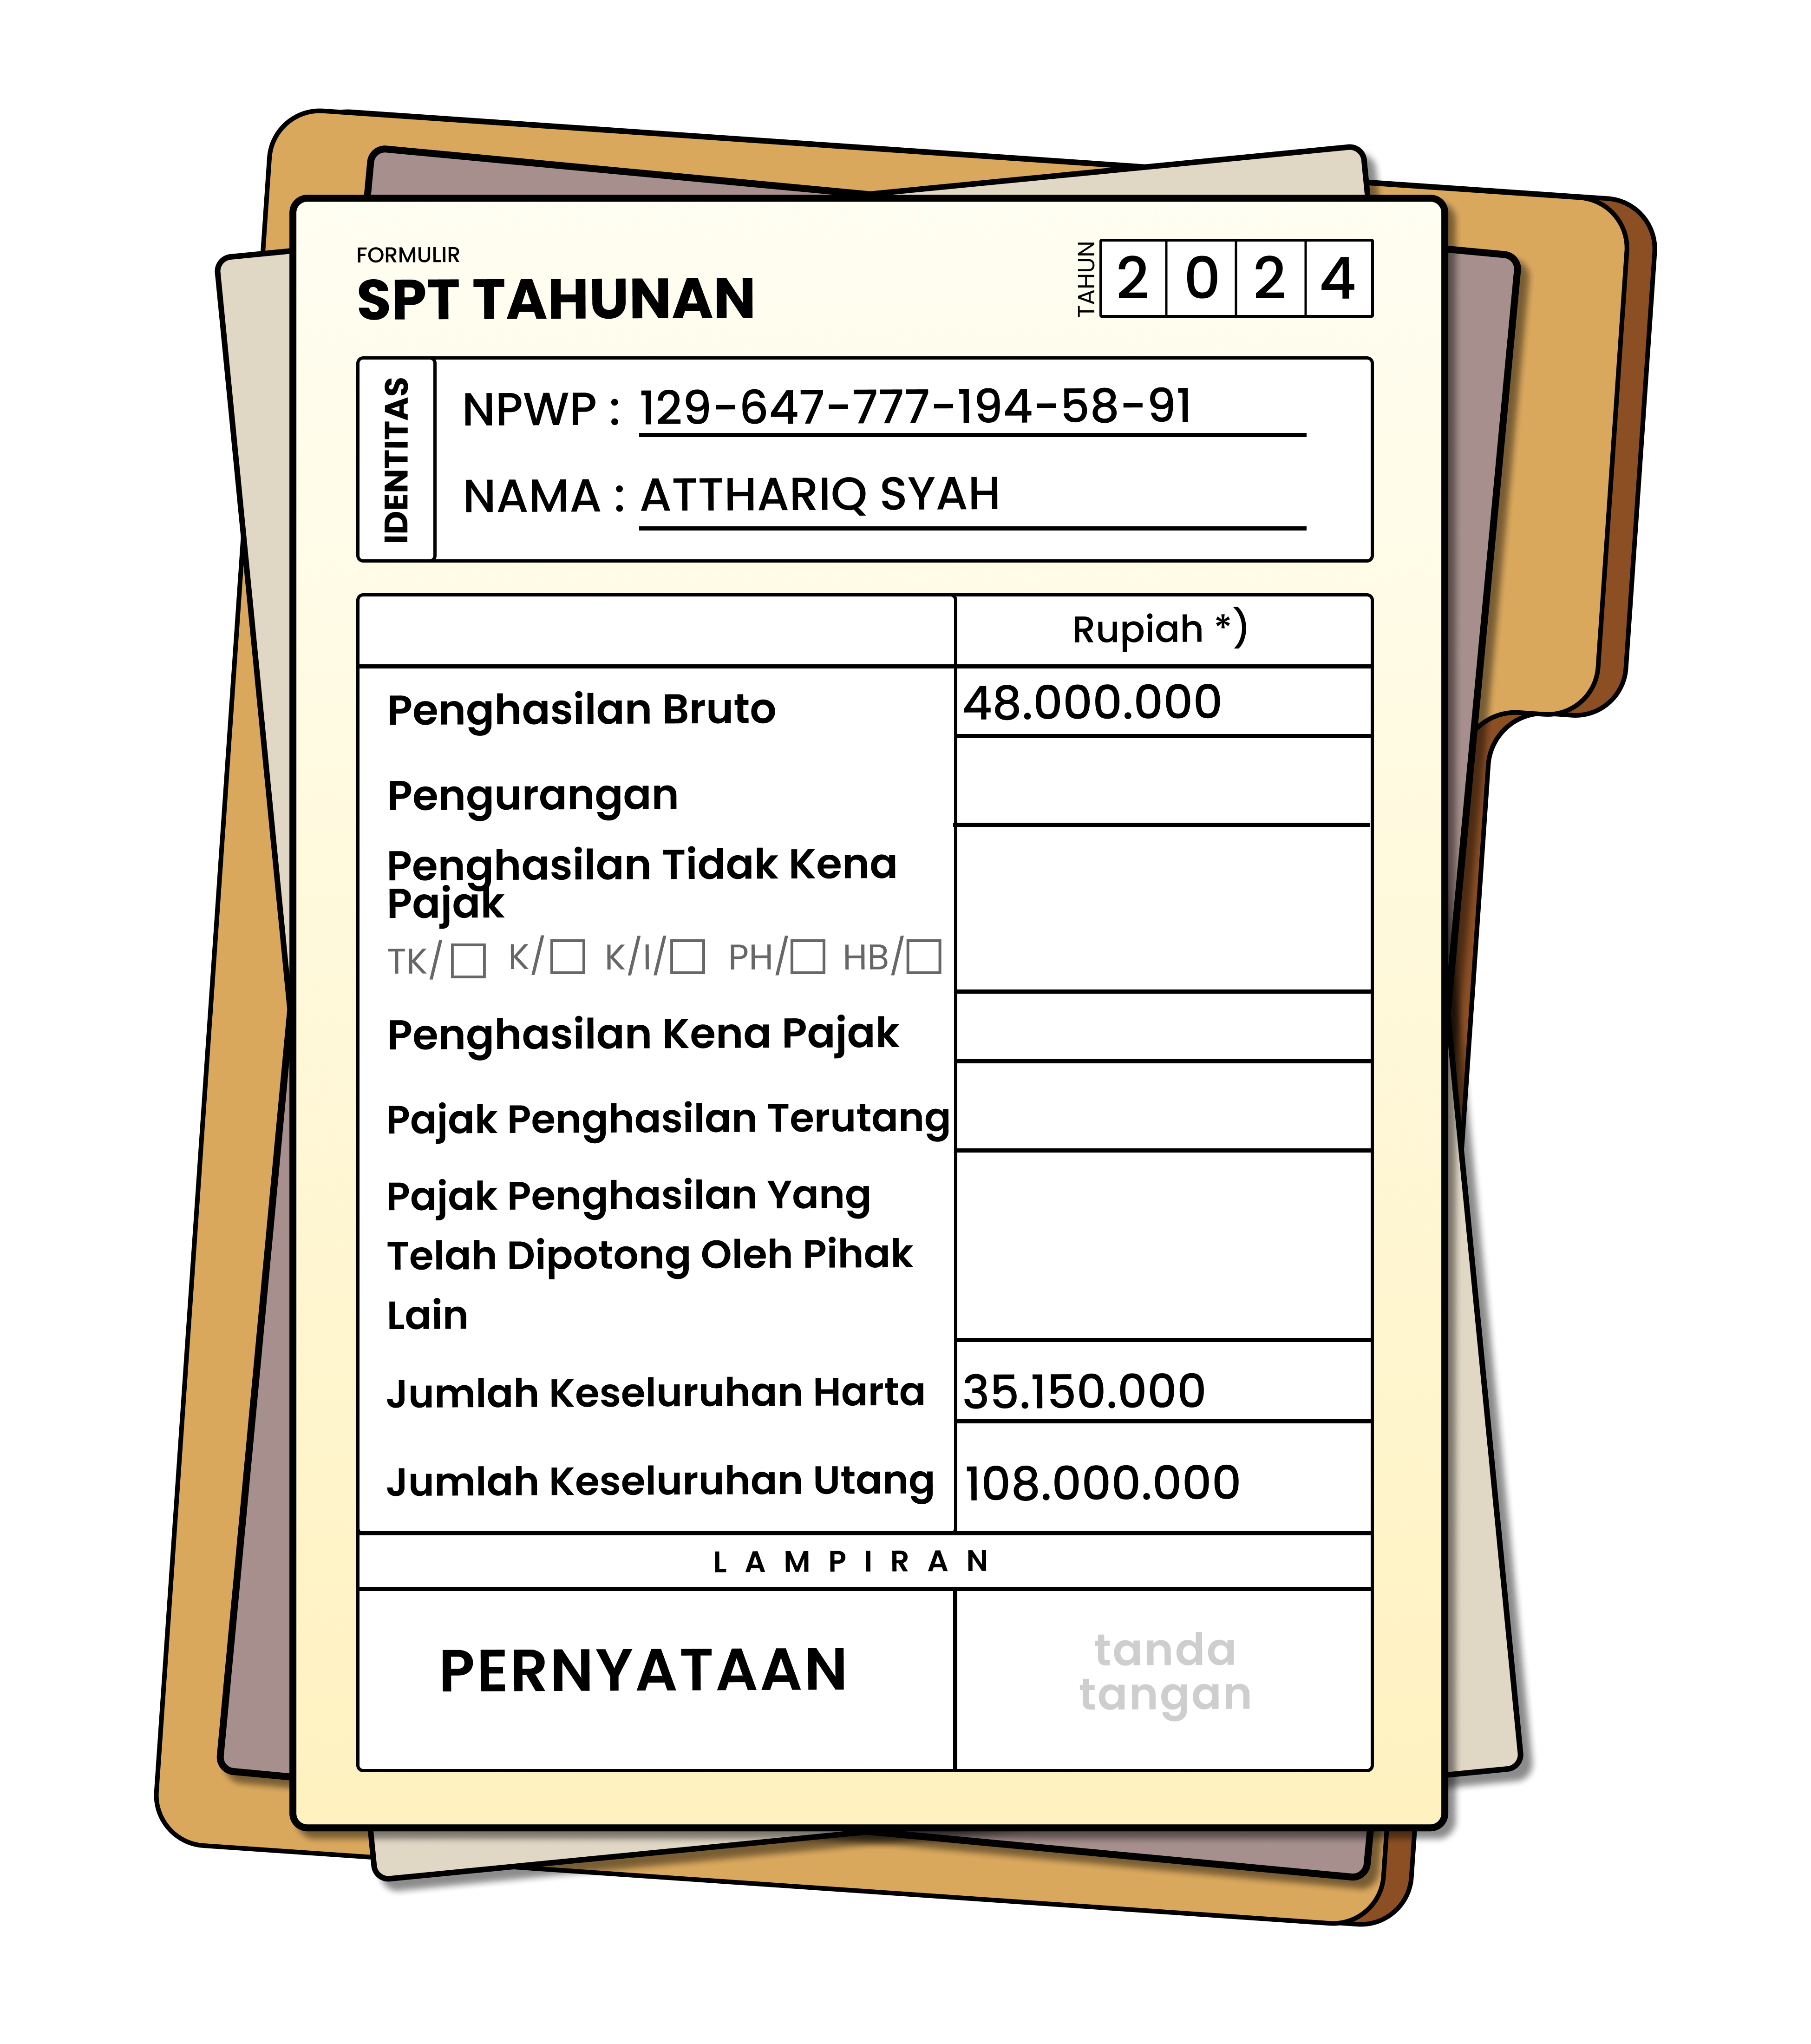 FORMULIR
SPT TAHUNAN
TAHUN 2 0 2 4
IDENTITAS
NPWP : 129-647-777-194-58-91
NAMA : ATTHARIQ SYAH
Rupiah *)
Penghasilan Bruto 48.000.000
Pengurangan
Penghasilan Tidak Kena
Pajak
TK/ K/ K/I/ PH/ HB/
Penghasilan Kena Pajak
Pajak Penghasilan Terutang
Pajak Penghasilan Yang
Telah Dipotong Oleh Pihak
Lain
Jumlah Keseluruhan Harta 35.150.000
Jumlah Keseluruhan Utang 108.000.000
LAMPIRAN
PERNYATAAN
tanda
tangan